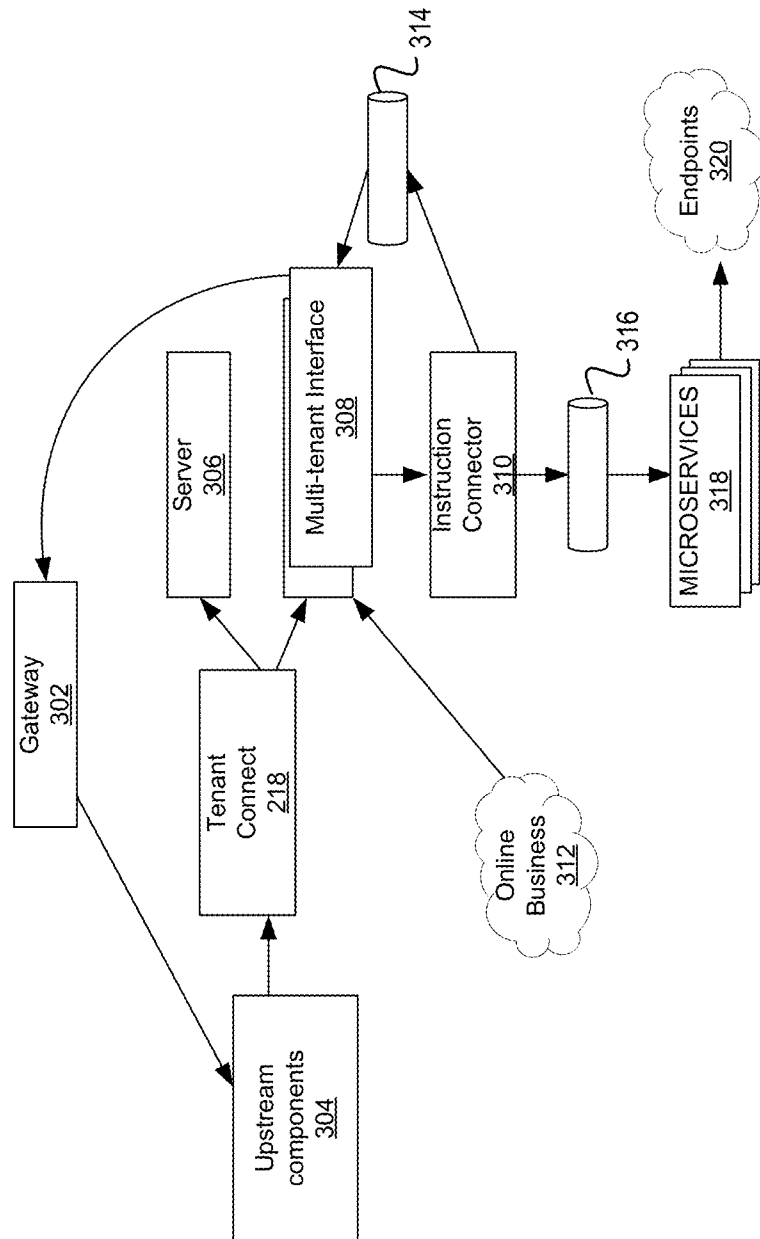 Gateway
302
Upstream
components
304
Tenant
Connect
218
Server
306
Multi-tenant Interface
308
Online
Business
312
Instruction
Connector
310
314
316
MICROSERVICES
318
Endpoints
320